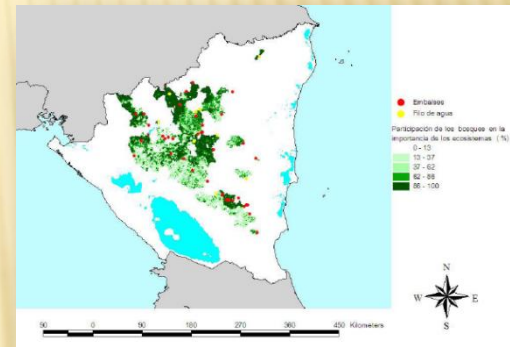 Embalses
Filo de agua
Participación de los bosques en la
importancia de los ecosistemas (%)
0 - 13
13 - 37
37 - 62
62 - 86
86 - 100
N
W E
S
90 0 90 180 270 360 450 Kilometers